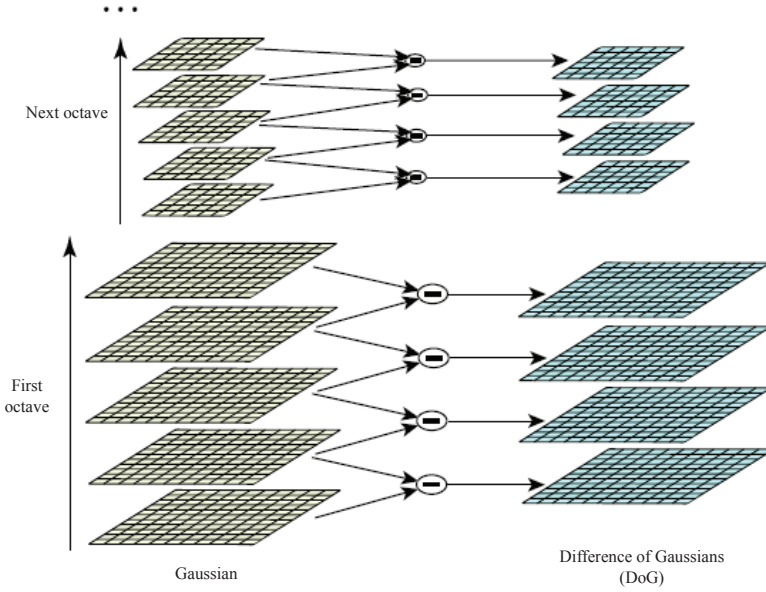 ...
Next octave
First
octave
Gaussian
Difference of Gaussians
(DoG)